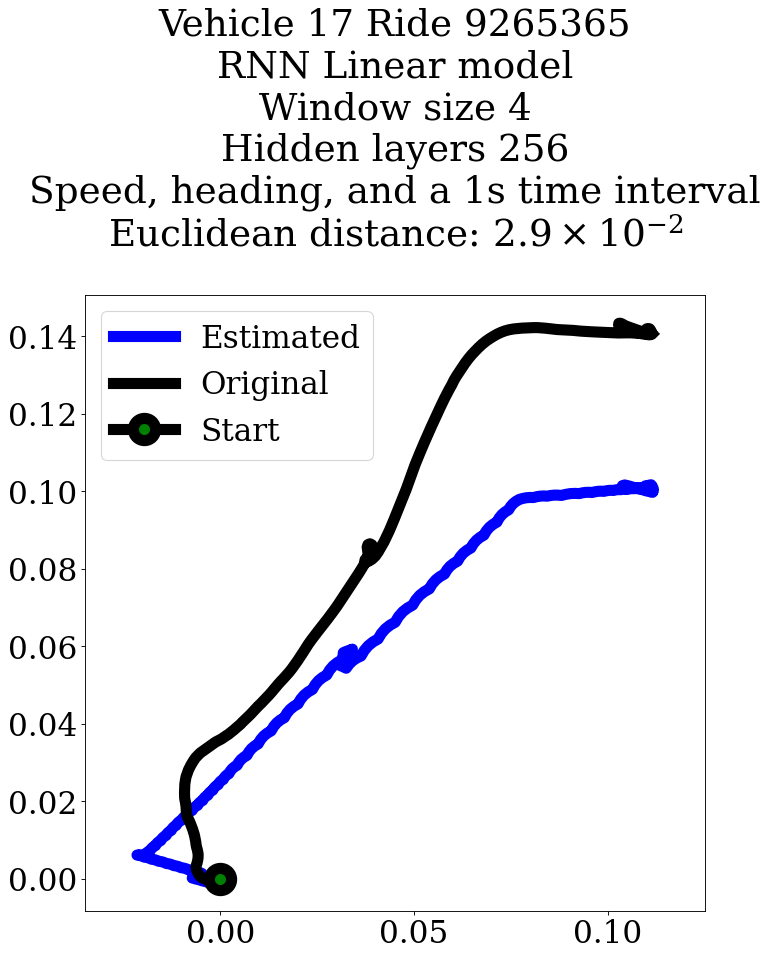 Vehicle 17 Ride 9265365
RNN Linear model
Window size 4
Hidden layers 256
Speed, heading, and a 1s time interval
Euclidean distance: 2.9 × 10⁻²
Estimated
Original
Start
0.14
0.12
0.10
0.08
0.06
0.04
0.02
0.00
0.00 0.05 0.10